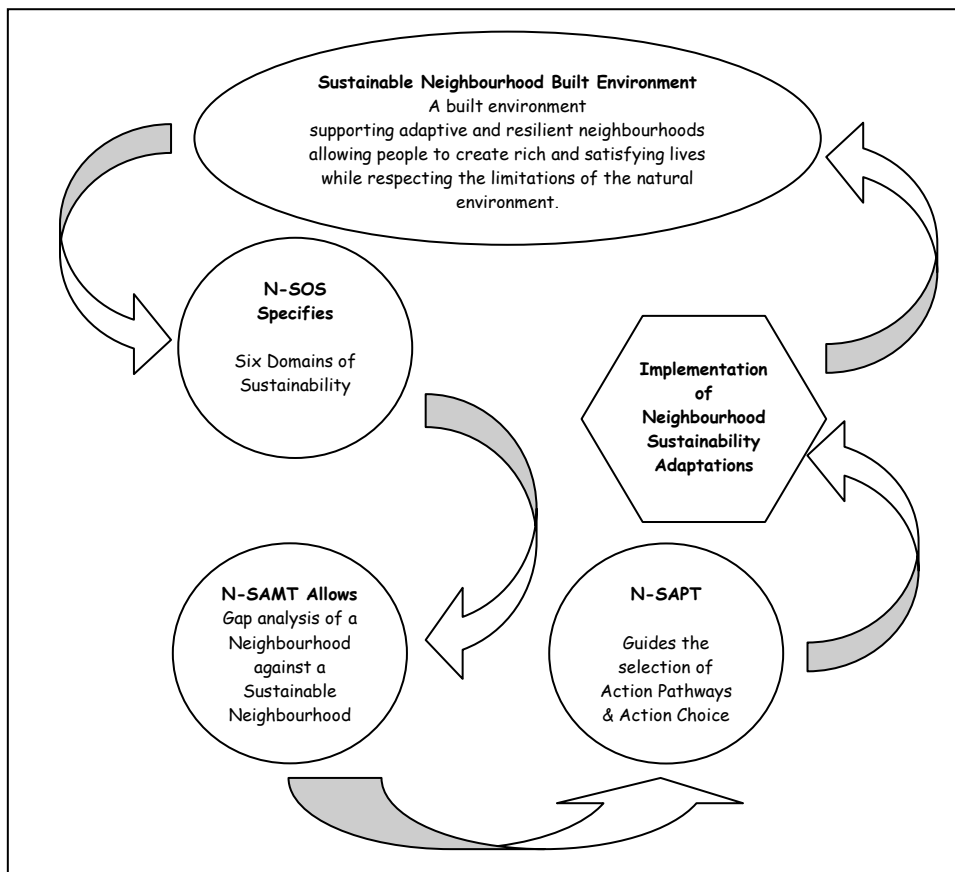 Sustainable Neighbourhood Built Environment
A built environment
supporting adaptive and resilient neighbourhoods
allowing people to create rich and satisfying lives
while respecting the limitations of the natural
environment.
N-SOS
Specifies
Six Domains of
Sustainability
Implementation
of
Neighbourhood
Sustainability
Adaptations
N-SAMT Allows
Gap analysis of a
Neighbourhood
against a
Sustainable
Neighbourhood
N-SAPT
Guides the
selection of
Action Pathways
& Action Choice